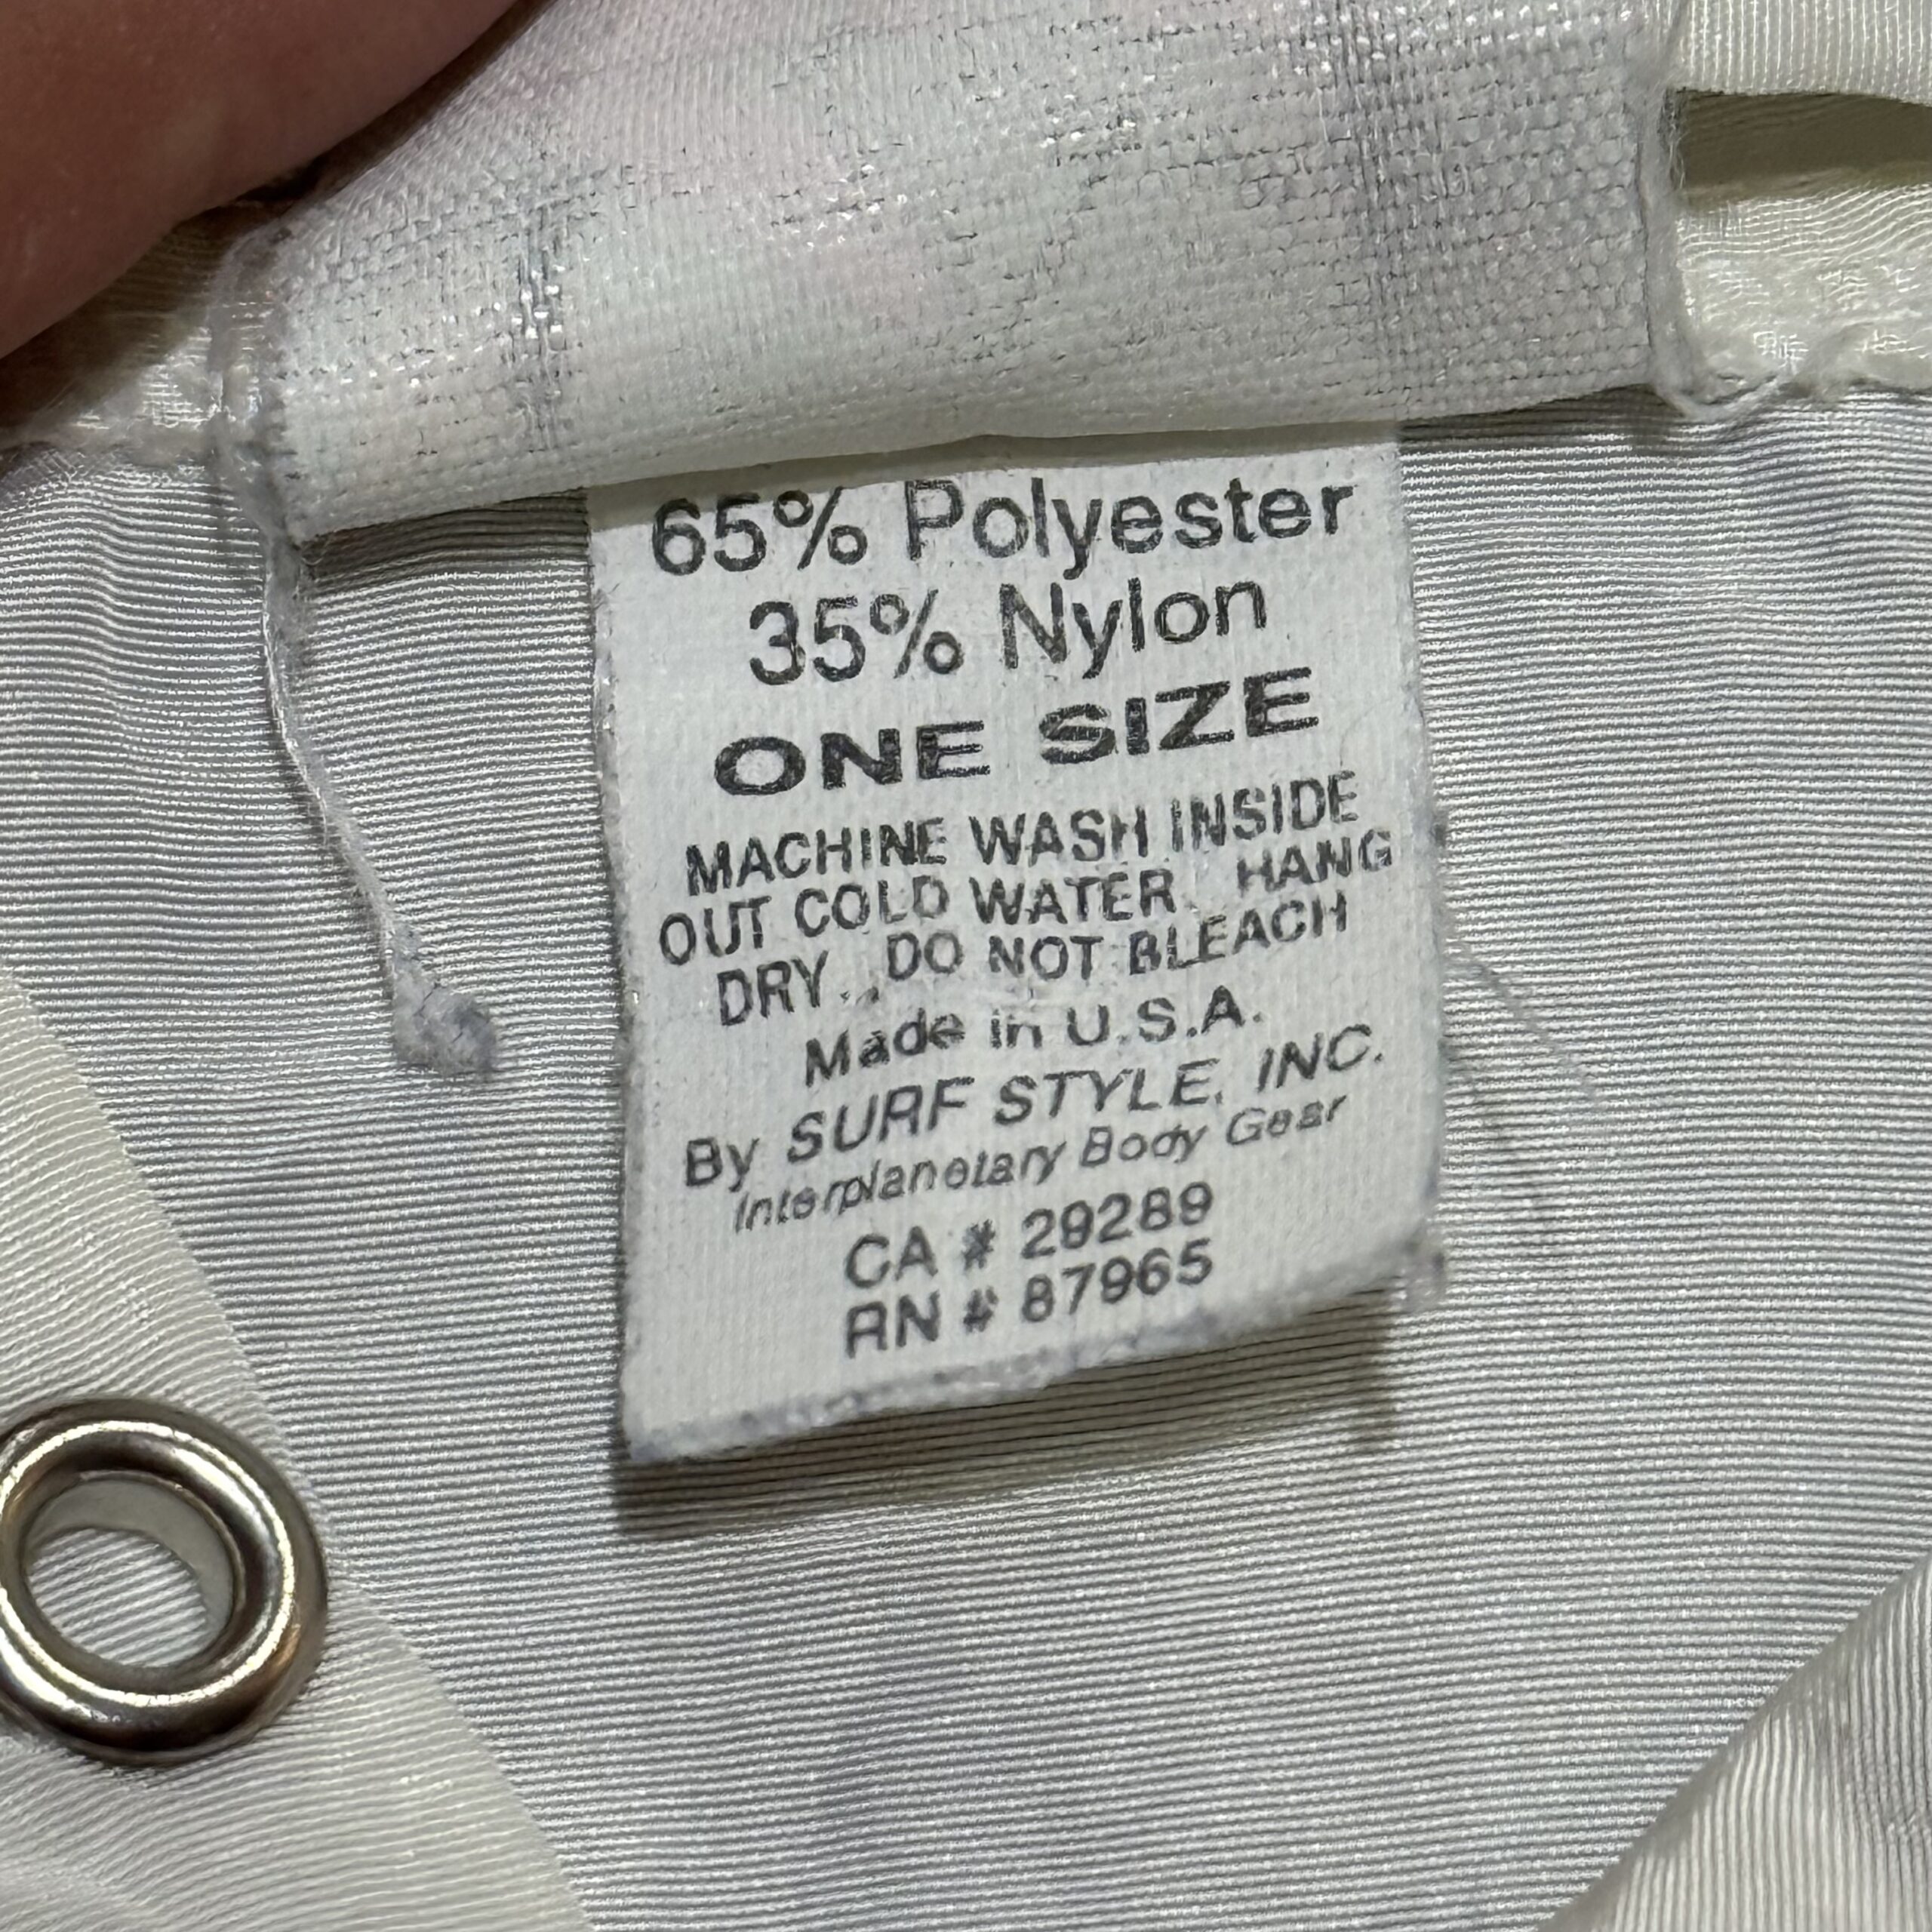 65% Polyester
35% Nylon
ONE SIZE
MACHINE WASH INSIDE
OUT COLD WATER. HANG
DRY. DO NOT BLEACH
Made in U.S.A.
By SURF STYLE, INC.
Interplanetary Body Gear
CA # 29289
RN # 87965